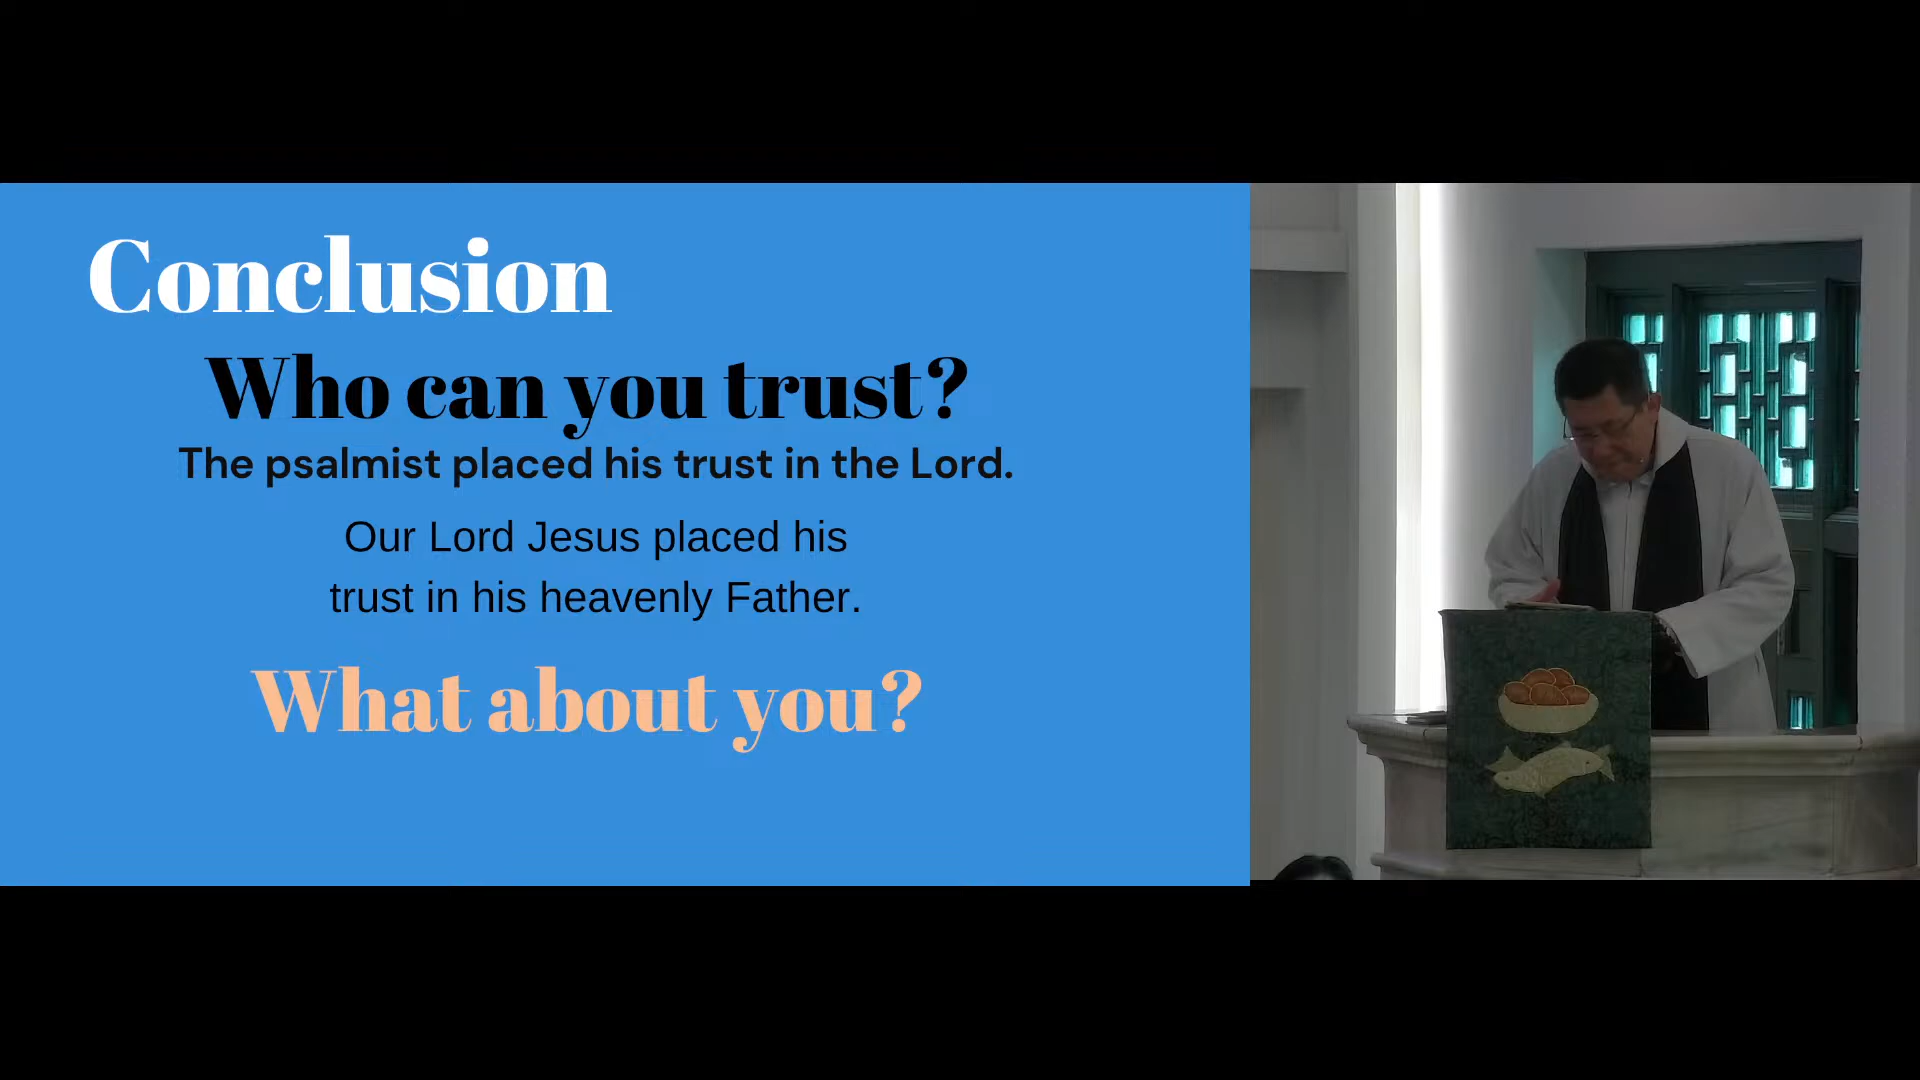 Conclusion
Who can you trust?
The psalmist placed his trust in the Lord.
Our Lord Jesus placed his
trust in his heavenly Father.
What about you?